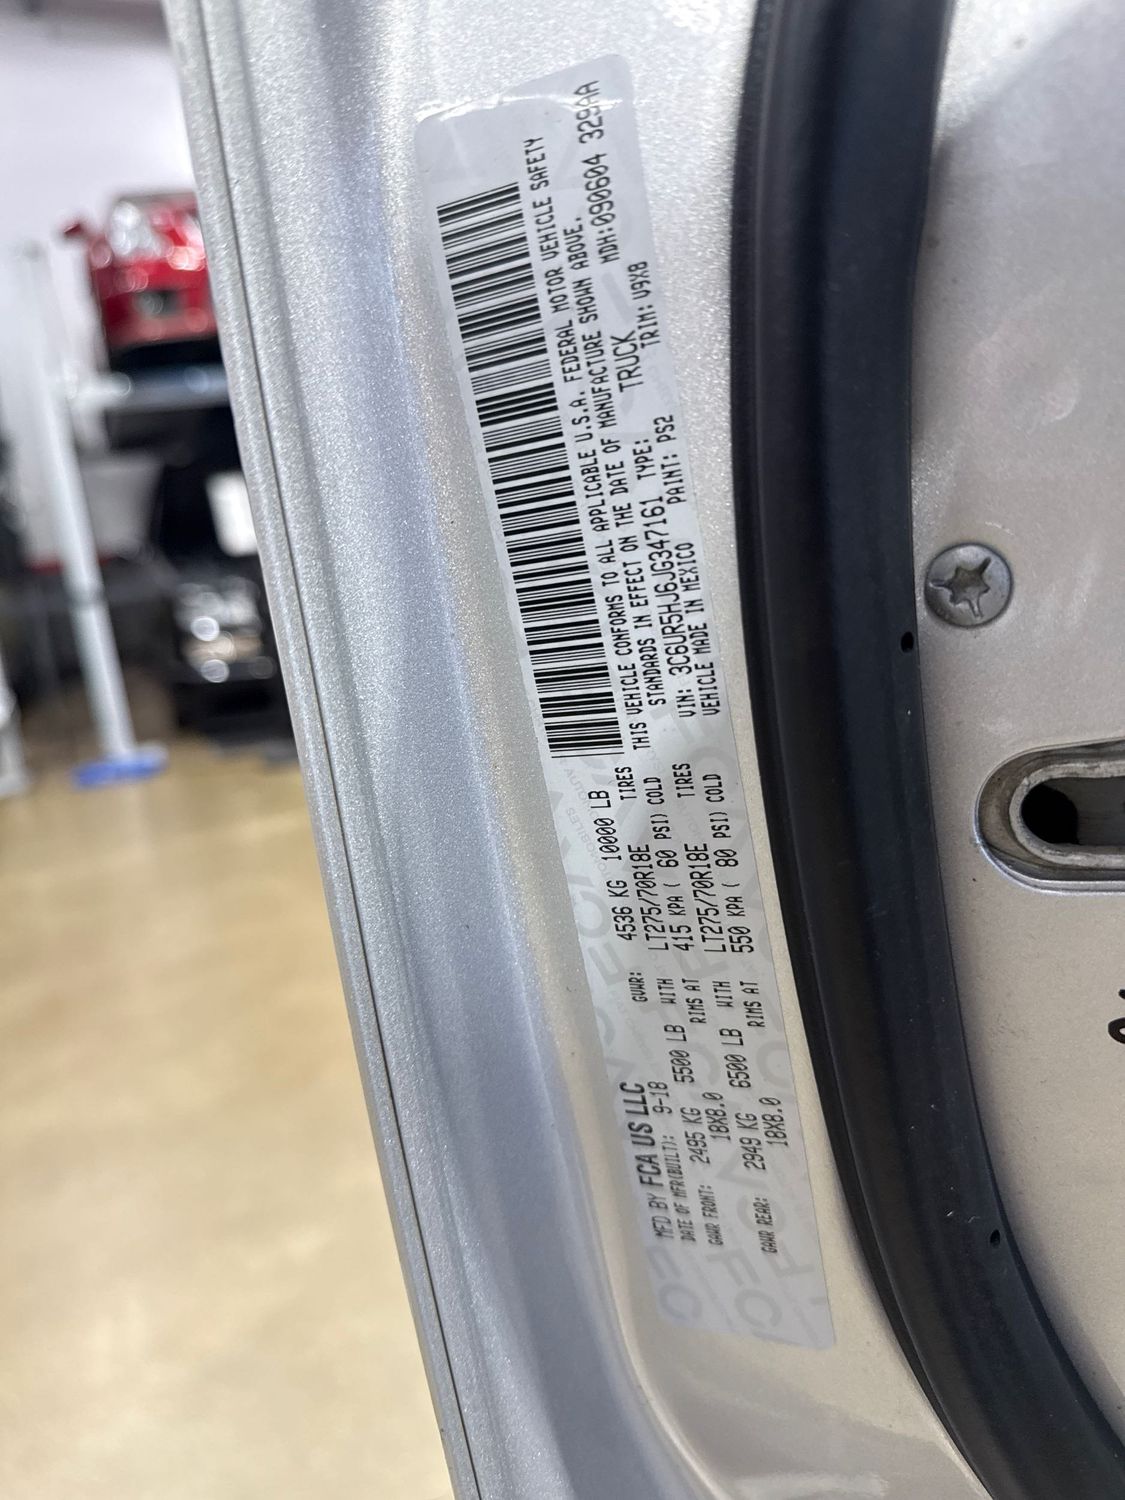 MFD BY FCA US LLC
DATE OF MFR(BUILT): 9-18 GVWR: 4536 KG 10000 LB
GAWR FRONT: 2495 KG 5500 LB WITH LT275/70R18E TIRES
18X8.0 RIMS AT 415 KPA ( 60 PSI) COLD
GAWR REAR: 2949 KG 6500 LB WITH LT275/70R18E TIRES
18X8.0 RIMS AT 550 KPA ( 80 PSI) COLD
THIS VEHICLE CONFORMS TO ALL APPLICABLE U.S.A. FEDERAL MOTOR VEHICLE SAFETY
STANDARDS IN EFFECT ON THE DATE OF MANUFACTURE SHOWN ABOVE.
VIN: 3C6UR5HJ6JG347161 TYPE: TRUCK MDH:090604 329AA
VEHICLE MADE IN MEXICO PAINT: PS2 TRIM: V9X8